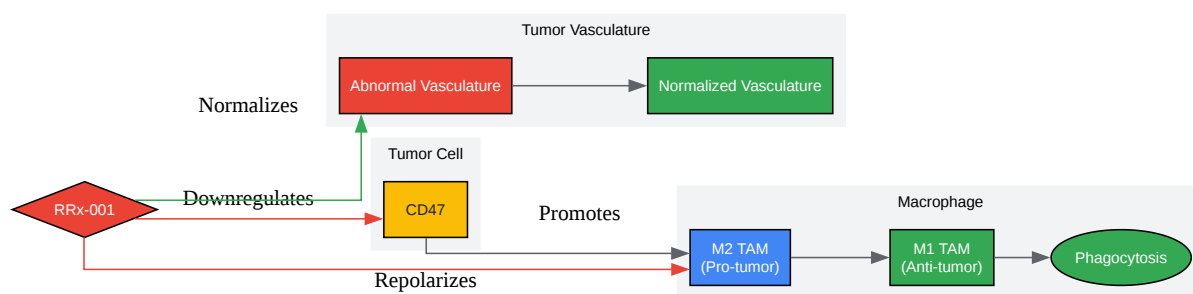 Tumor Vasculature
Abnormal Vasculature
Normalized Vasculature
Normalizes
Tumor Cell
RRx-001
Downregulates
CD47
Promotes
Macrophage
M2 TAM
(Pro-tumor)
M1 TAM
(Anti-tumor)
Phagocytosis
Repolarizes